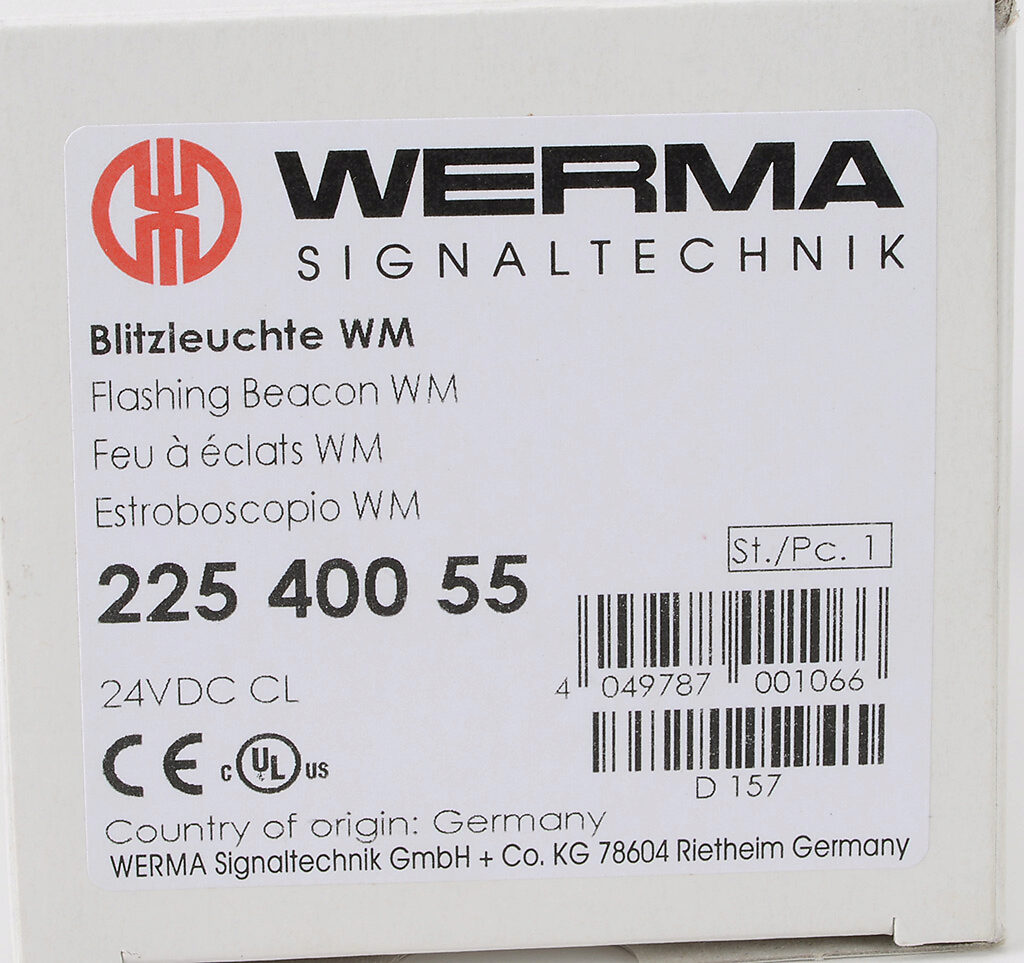 WERMA
SIGNALTECHNIK
Blitzleuchte WM
Flashing Beacon WM
Feu à éclats WM
Estroboscopio WM
225 400 55
St./Pc. 1
4 049787 001066
24VDC CL
D 157
CE c UL US
Country of origin: Germany
WERMA Signaltechnik GmbH + Co. KG 78604 Rietheim Germany